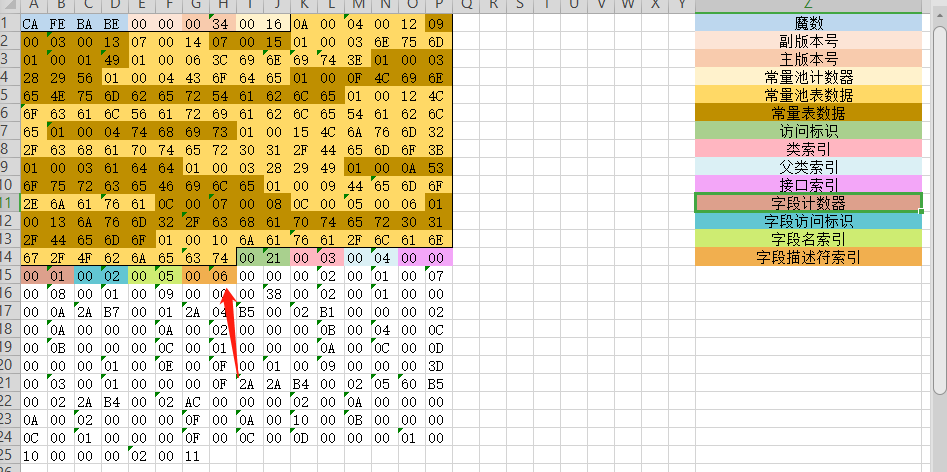 A B C D E F G H I J K L M N O P Q R S T U V W X Y Z
1 CA FE BA BE 00 00 00 34 00 16 0A 00 04 00 12 09 魔数
2 00 03 00 13 07 00 14 07 00 15 01 00 03 6E 75 6D 副版本号
3 01 00 01 49 01 00 06 3C 69 6E 69 74 3E 01 00 03 主版本号
4 28 29 56 01 00 04 43 6F 64 65 01 00 0F 4C 69 6E 常量池计数器
5 65 4E 75 6D 62 65 72 54 61 62 6C 65 01 00 12 4C 常量池表数据
6 6F 63 61 6C 56 61 72 69 61 62 6C 65 54 61 62 6C 常量表数据
7 65 01 00 04 74 68 69 73 01 00 15 4C 6A 76 6D 32 访问标识
8 2F 63 68 61 70 74 65 72 30 31 2F 44 65 6D 6F 3B 类索引
9 01 00 03 61 64 64 01 00 03 28 29 49 01 00 0A 53 父类索引
10 6F 75 72 63 65 46 69 6C 65 01 00 09 44 65 6D 6F 接口索引
11 2E 6A 61 76 61 0C 00 07 00 08 0C 00 05 00 06 01 字段计数器
12 00 13 6A 76 6D 32 2F 63 68 61 70 74 65 72 30 31 字段访问标识
13 2F 44 65 6D 6F 01 00 10 6A 61 76 61 2F 6C 61 6E 字段名索引
14 67 2F 4F 62 6A 65 63 74 00 21 00 03 00 04 00 00 字段描述符索引
15 00 01 00 02 00 05 00 06 00 00 00 02 00 01 00 07
16 00 08 00 01 00 09 00 00 00 38 00 02 00 01 00 00
17 00 0A 2A B7 00 01 2A 04 B5 00 02 B1 00 00 00 02
18 00 0A 00 00 00 0A 00 02 00 00 00 0B 00 04 00 0C
19 00 0B 00 00 00 0C 00 01 00 00 00 0A 00 0C 00 0D
20 00 00 00 01 00 0E 00 0F 00 01 00 09 00 00 00 3D
21 00 03 00 01 00 00 00 0F 2A 2A B4 00 02 05 60 B5
22 00 02 2A B4 00 02 AC 00 00 00 02 00 0A 00 00 00
23 0A 00 02 00 00 00 0F 00 0A 00 10 00 0B 00 00 00
24 0C 00 01 00 00 00 0F 00 0C 00 0D 00 00 00 01 00
25 10 00 00 00 02 00 11